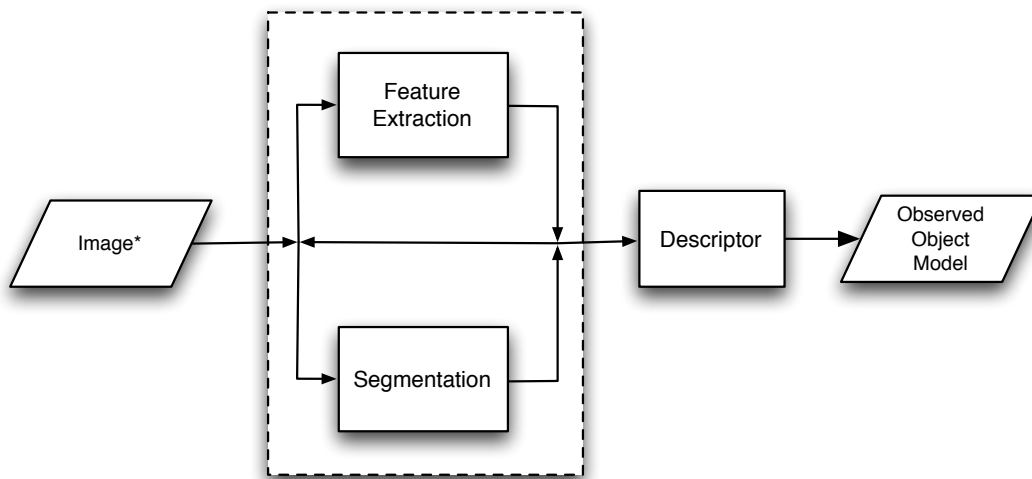 Feature
Extraction
Image*
Descriptor
Observed
Object
Model
Segmentation